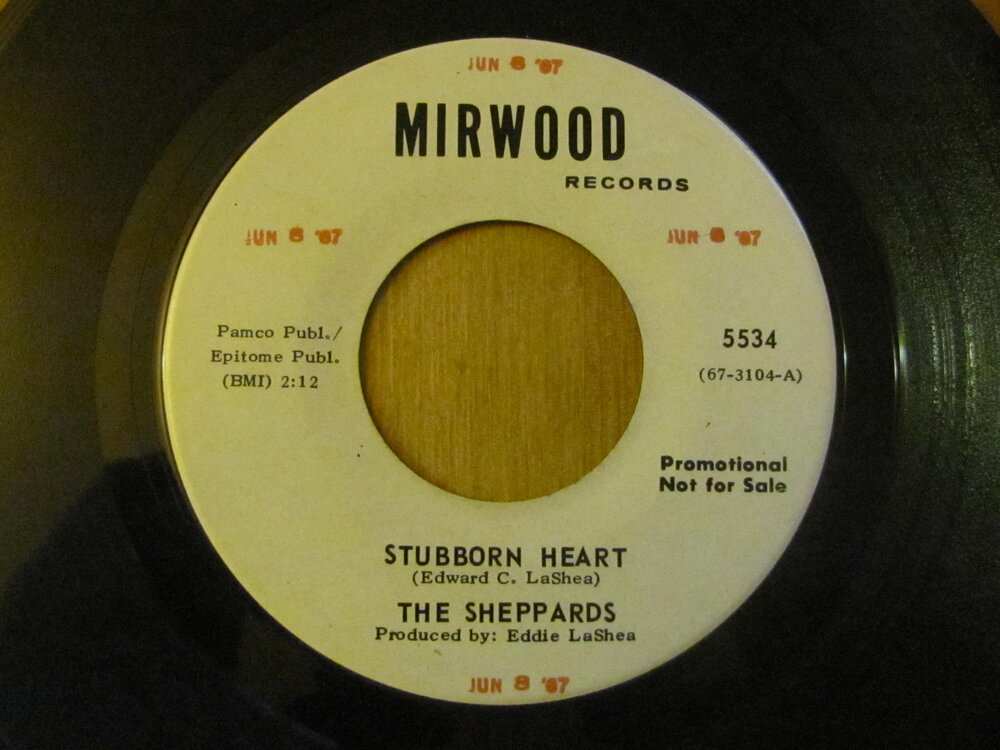 JUN 8 '67
MIRWOOD
RECORDS
JUN 8 '67
JUN 8 '67
Pamco Publ./
Epitome Publ.
(BMI) 2:12
5534
(67-3104-A)
Promotional
Not for Sale
STUBBORN HEART
(Edward C. LaShea)
THE SHEPPARDS
Produced by: Eddie LaShea
JUN 8 '67